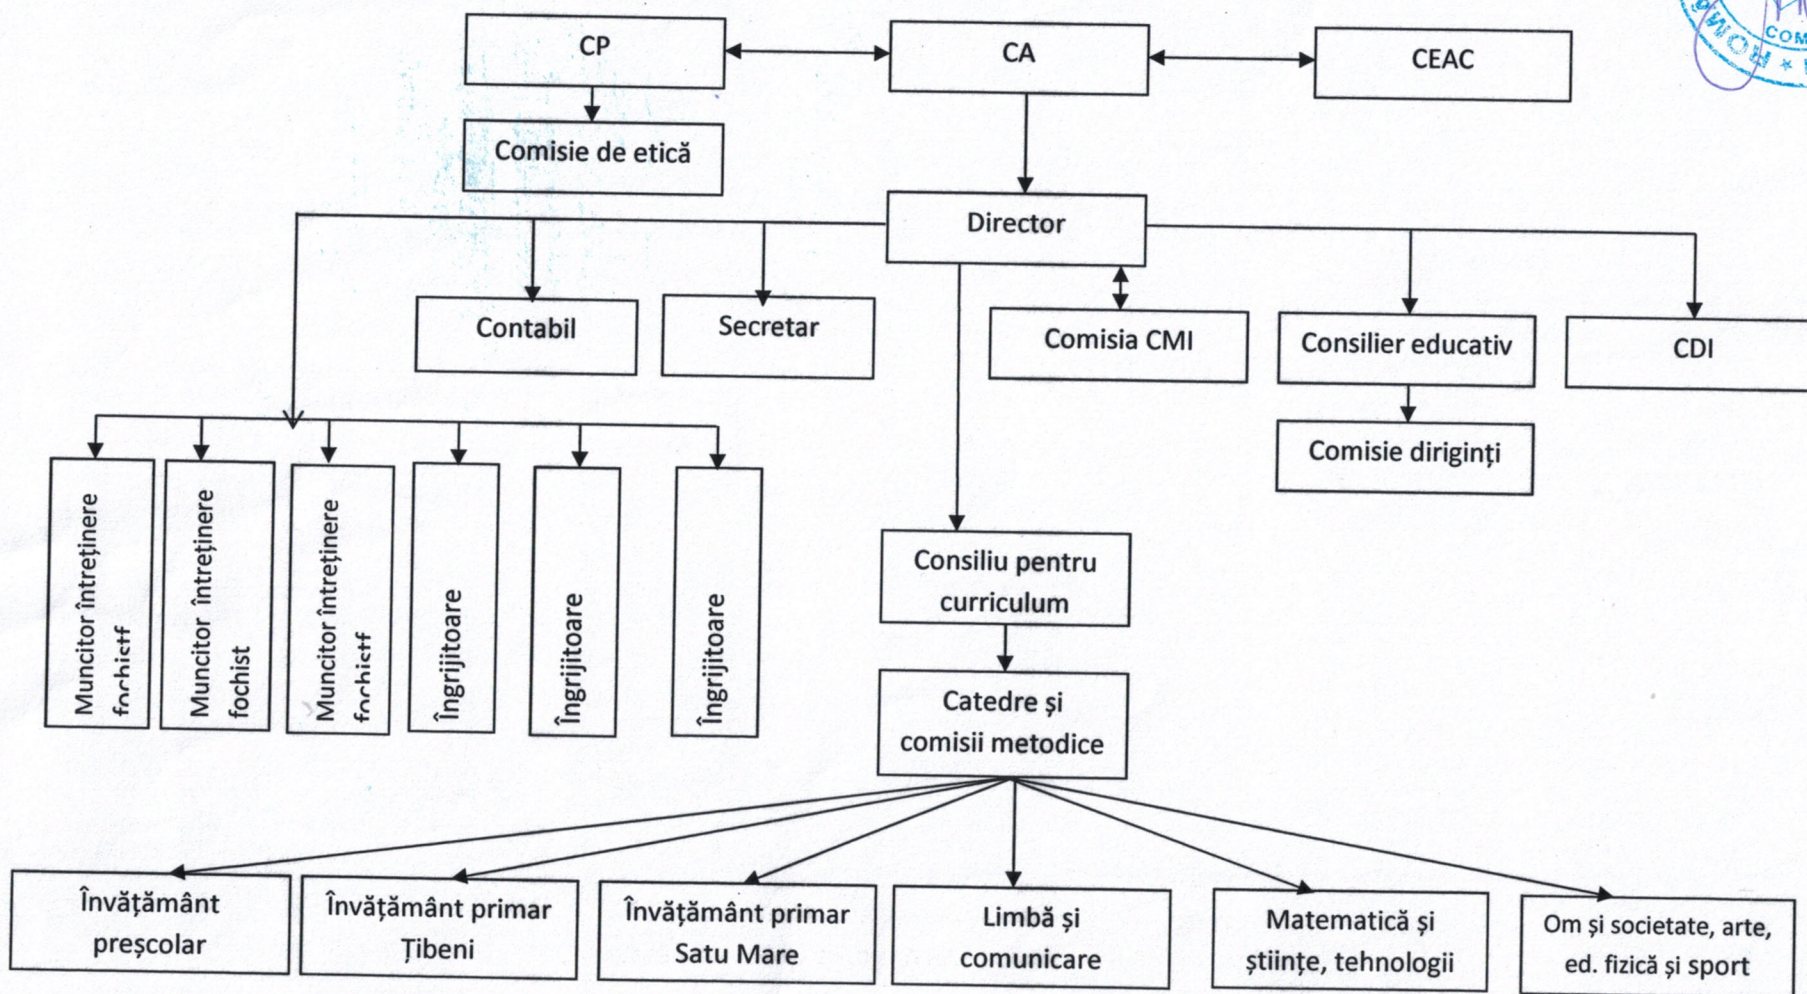 CP
CA
CEAC
COM
ROM
Comisie de etică
Director
Contabil
Secretar
Comisia CMI
Consilier educativ
CDI
Comisie diriginți
Muncitor întreținere
Muncitor întreținere
fochist
Muncitor întreținere
Îngrijitoare
Îngrijitoare
Îngrijitoare
Consiliu pentru
curriculum
Catedre și
comisii metodice
Învățământ
preșcolar
Învățământ primar
Țibeni
Învățământ primar
Satu Mare
Limbă și
comunicare
Matematică și
științe, tehnologii
Om și societate, arte,
ed. fizică și sport